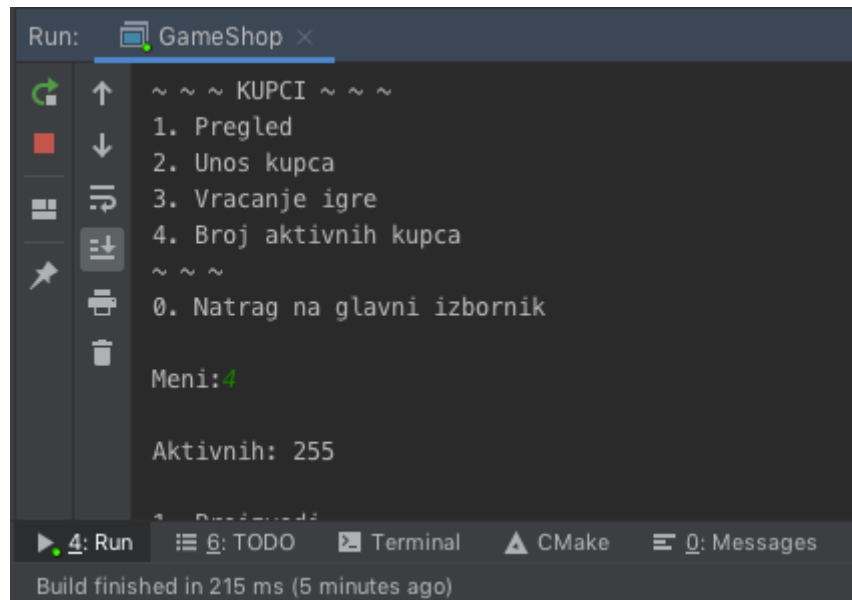 Run: GameShop
~ ~ ~ KUPCI ~ ~ ~
1. Pregled
2. Unos kupca
3. Vracanje igre
4. Broj aktivnih kupca
~ ~ ~
0. Natrag na glavni izbornik
Meni:4
Aktivnih: 255
4: Run 6: TODO Terminal CMake 0: Messages
Build finished in 215 ms (5 minutes ago)